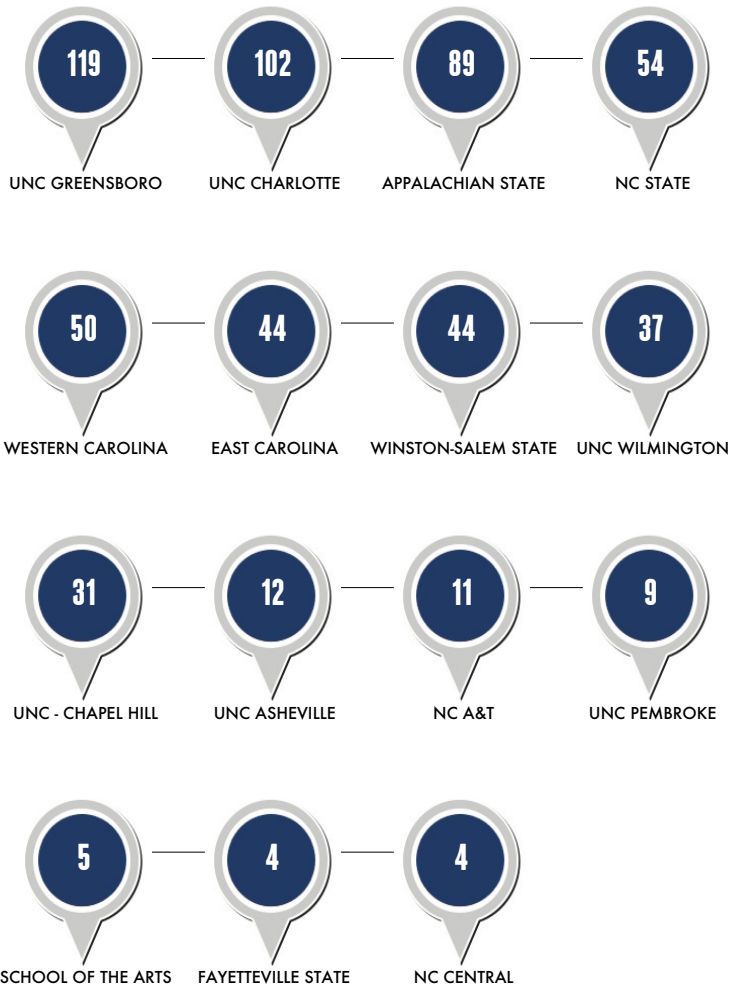 119 102 89 54
UNC GREENSBORO UNC CHARLOTTE APPALACHIAN STATE NC STATE
50 44 44 37
WESTERN CAROLINA EAST CAROLINA WINSTON-SALEM STATE UNC WILMINGTON
31 12 11 9
UNC - CHAPEL HILL UNC ASHEVILLE NC A&T UNC PEMBROKE
5 4 4
SCHOOL OF THE ARTS FAYETTEVILLE STATE NC CENTRAL